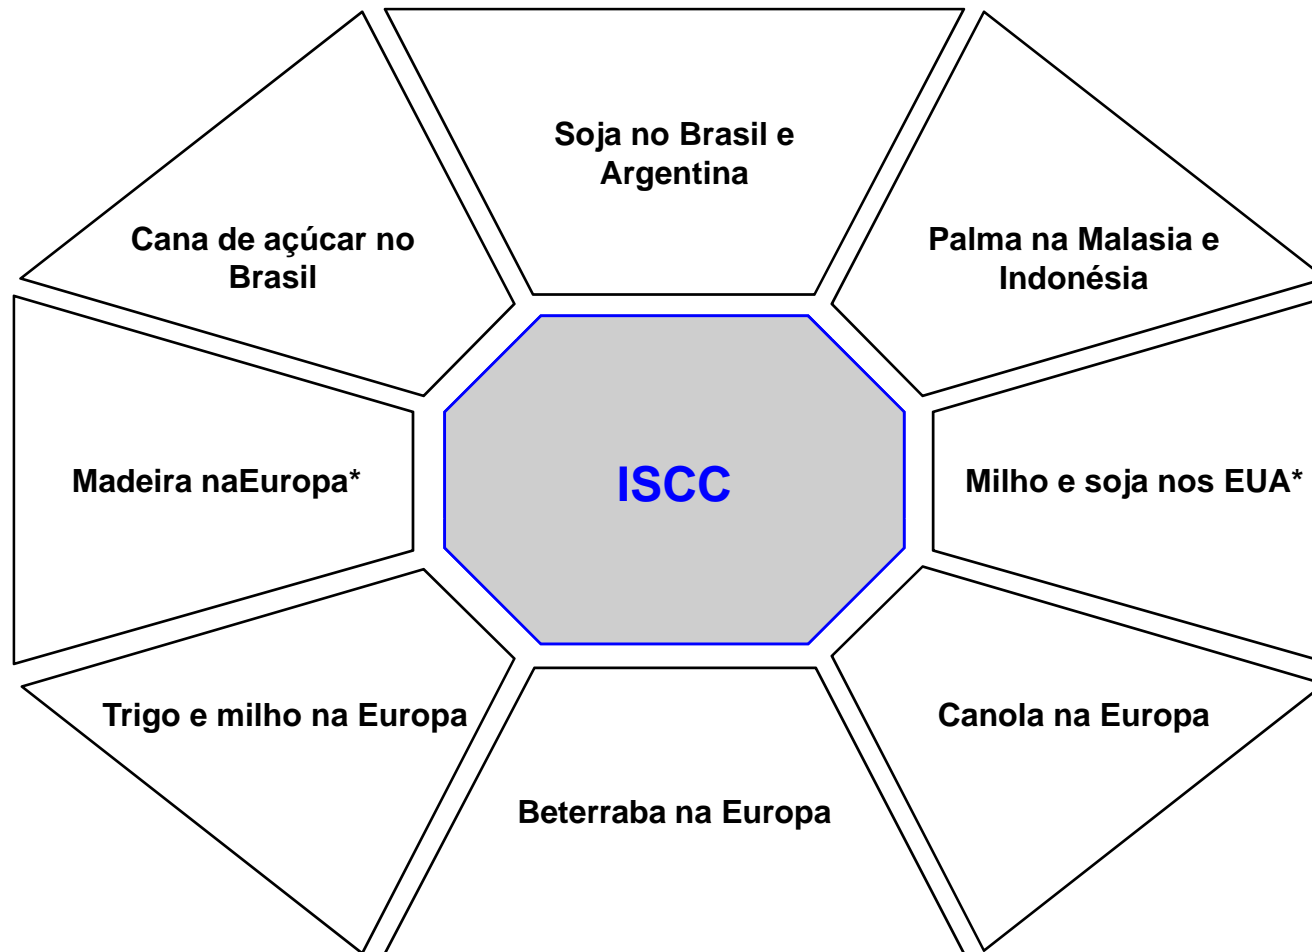 Soja no Brasil e
Argentina
Cana de açúcar no
Brasil
Palma na Malasia e
Indonésia
Madeira naEuropa*
ISCC
Milho e soja nos EUA*
Trigo e milho na Europa
Canola na Europa
Beterraba na Europa